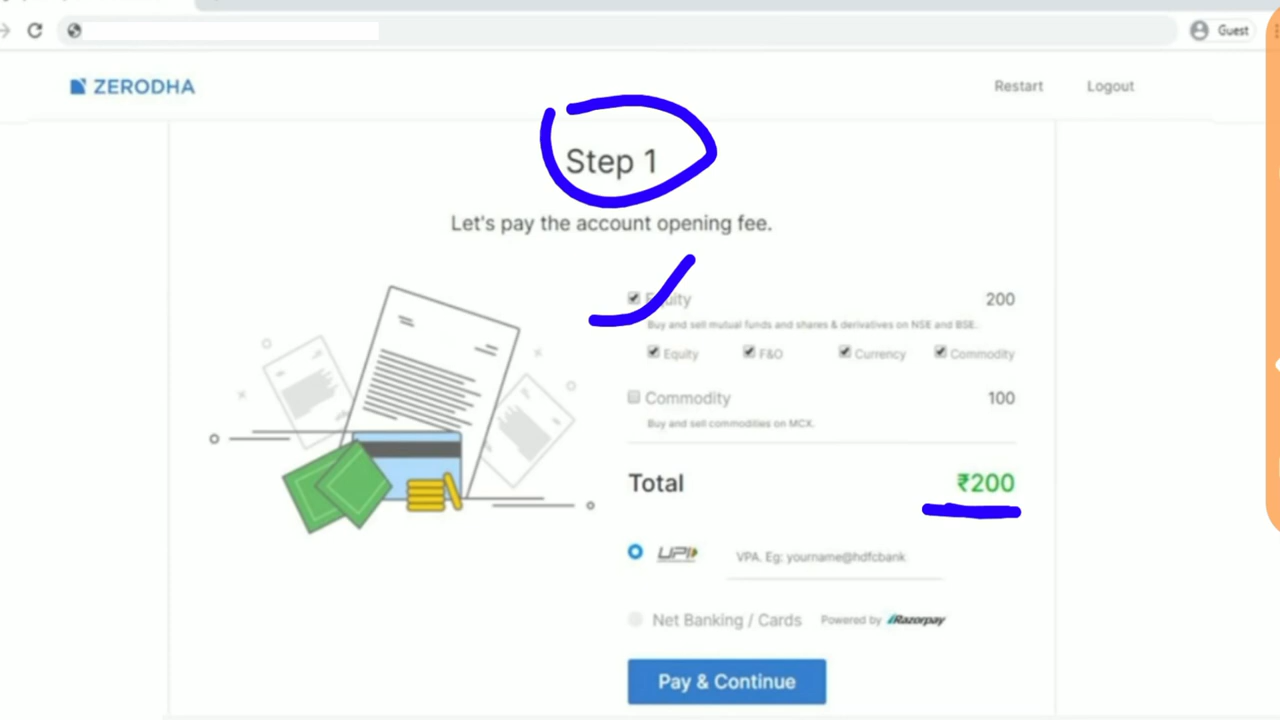 Guest
ZERODHA
Restart
Logout
Step 1
Let's pay the account opening fee.
Equity 200
Buy and sell mutual funds and shares & derivatives on NSE and BSE.
Equity F&O Currency Commodity
Commodity 100
Buy and sell commodities on MCX.
Total ₹200
UPI VPA. Eg: yourname@hdfcbank
Net Banking / Cards Powered by Razorpay
Pay & Continue